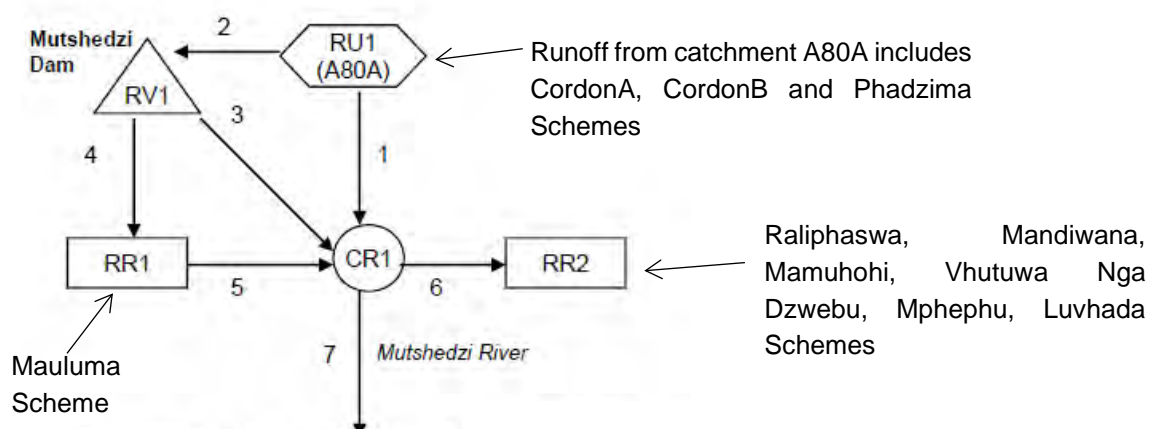 2
Mutshedzi
Dam
RU1
(A80A)
Runoff from catchment A80A includes
CordonA, CordonB and Phadzima
Schemes
RV1
3
4
1
RR1
CR1
RR2
5
6
Raliphaswa, Mandiwana,
Mamuhohi, Vhutuwa Nga
Dzwebu, Mphephu, Luvhada
Schemes
7
Mutshedzi River
Mauluma
Scheme